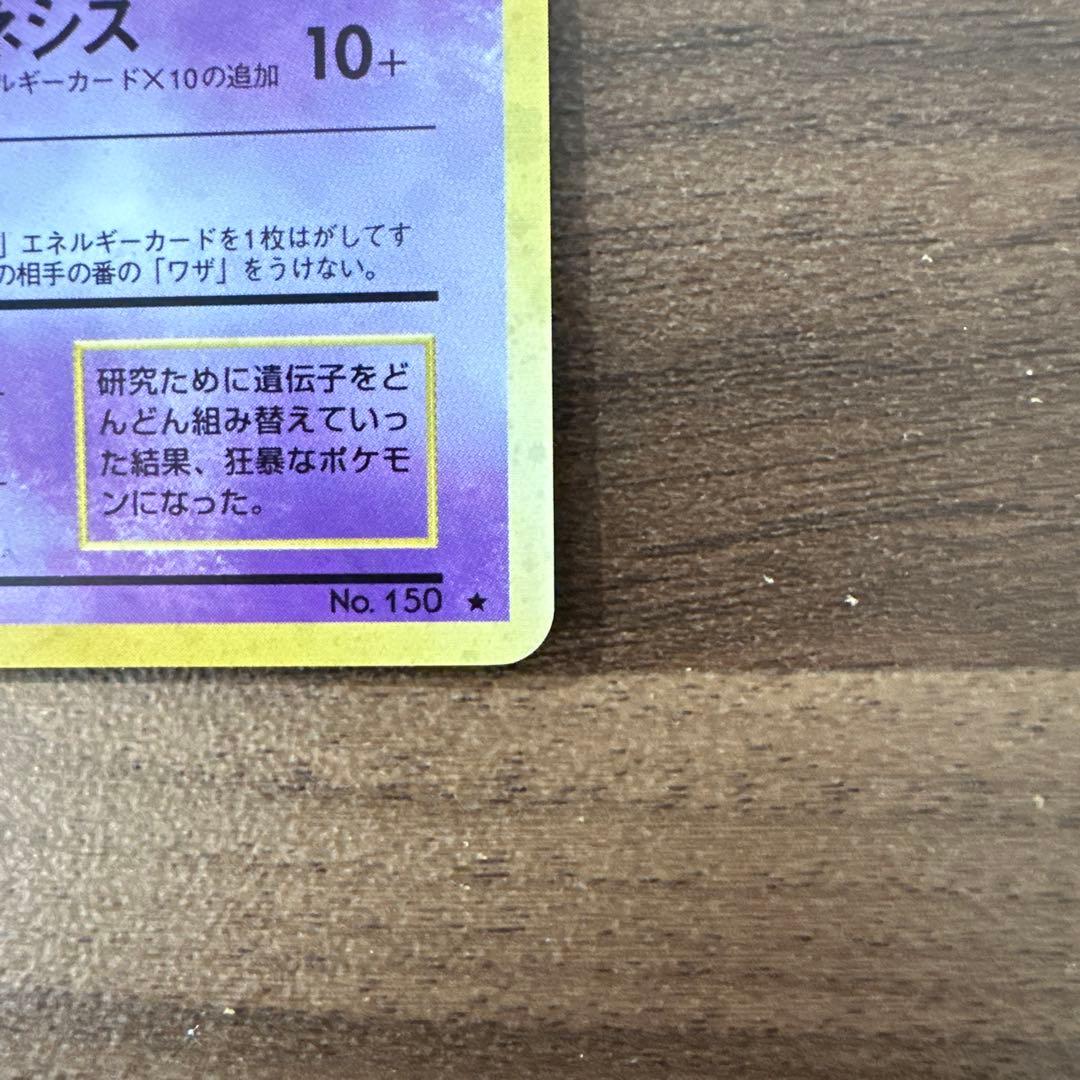 ネシス 10+
ルギーカード×10の追加
」エネルギーカードを1枚はがしてす
の相手の番の「ワザ」をうけない。
研究ために遺伝子をど
んどん組み替えていっ
た結果、狂暴なポケモ
ンになった。
No. 150 ★